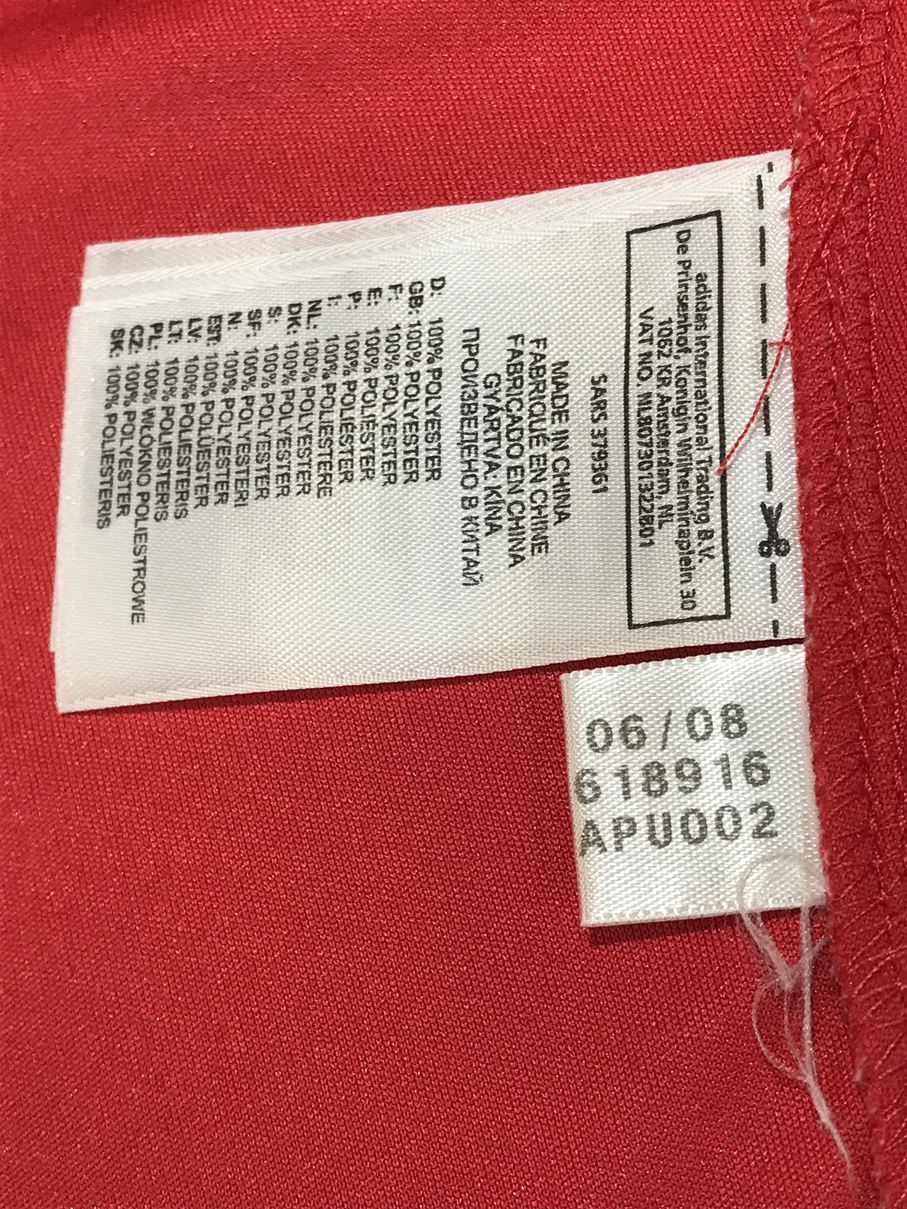 adidas International Trading B.V.
De Prinsenhof, Konigin Wilhelminaplein 30
1062 KR Amsterdam, NL
VAT NO. NL807301322B01
SARS 379361
MADE IN CHINA
FABRIQUÉ EN CHINE
FABRICADO EN CHINA
GYÁRTVA: KÍNA
ПРОИЗВЕДЕНО В КИТАЙ
D: 100% POLYESTER
GB: 100% POLYESTER
F: 100% POLYESTER
E: 100% POLIÉSTER
P: 100% POLIÉSTER
I: 100% POLIESTERE
NL: 100% POLYESTER
DK: 100% POLYESTER
S: 100% POLYESTER
SF: 100% POLYESTERI
N: 100% POLYESTER
EST: 100% POLÜESTER
LV: 100% POLIESTERIS
LT: 100% POLIESTERIS
PL: 100% WŁÓKNO POLIESTROWE
CZ: 100% POLYESTER
SK: 100% POLIESTERIS
06/08
618916
APU002